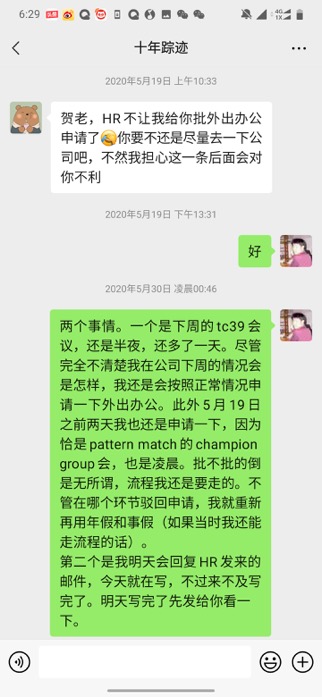 6:29
十年踪迹
2020年5月19日 上午10:33
贺老，HR 不让我给你批外出办公
申请了你要不还是尽量去一下公
司吧，不然我担心这一条后面会对
你不利
2020年5月19日 下午13:31
好
2020年5月30日 凌晨00:46
两个事情。一个是下周的 tc39 会
议，还是半夜，还多了一天。尽管
完全不清楚我在公司下周的情况会
是怎样，我还是会按照正常情况申
请一下外出办公。此外 5 月 19 日
之前两天我也还是申请一下，因为
恰是 pattern match 的 champion
group 会，也是凌晨。批不批的倒
是无所谓，流程我还是要走的。不
管在哪个环节驳回申请，我就重新
再用年假和事假（如果当时我还能
走流程的话）。
第二个是我明天会回复 HR 发来的
邮件，今天就在写，不过来不及写
完了。明天写完了先发给你看一
下。